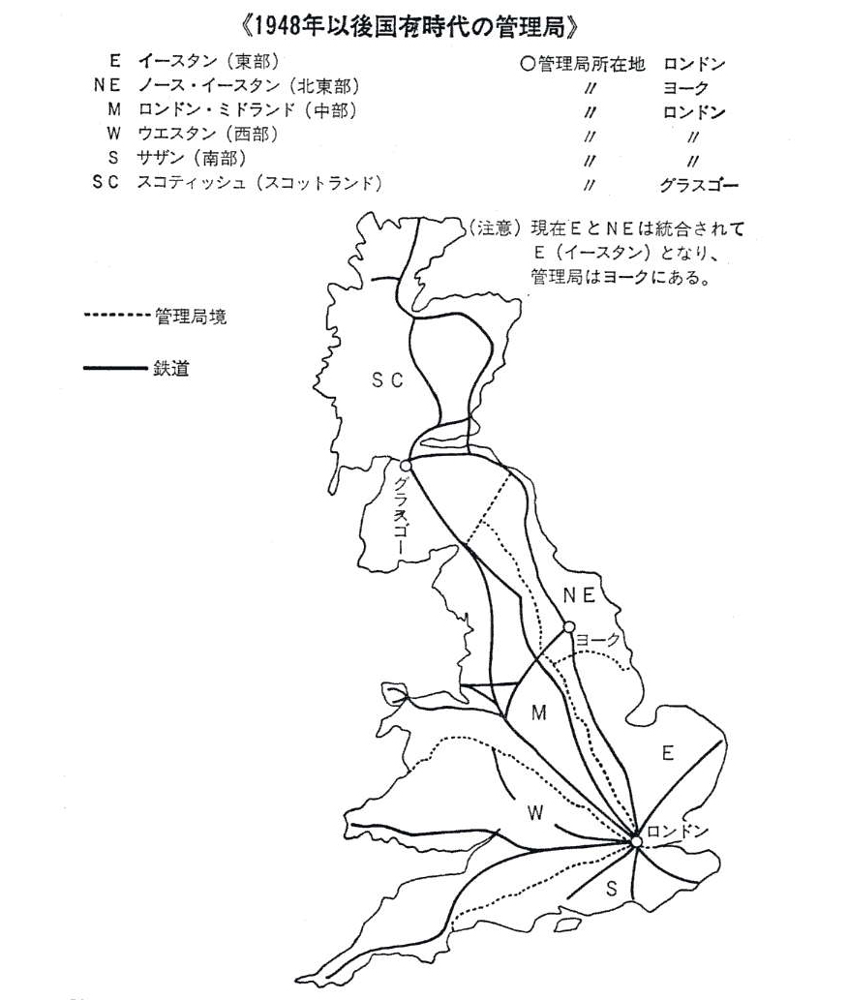 《1948年以後国有時代の管理局》
E イースタン（東部） ○管理局所在地 ロンドン
NE ノース・イースタン（北東部） 〃 ヨーク
M ロンドン・ミドランド（中部） 〃 ロンドン
W ウエスタン（西部） 〃 〃
S サザン（南部） 〃 〃
SC スコティッシュ（スコットランド） 〃 グラスゴー
（注意）現在EとNEは統合されて
E（イースタン）となり、
管理局はヨークにある。
管理局境
鉄道
SC
グラスゴー
NE
ヨーク
M
E
W
ロンドン
S